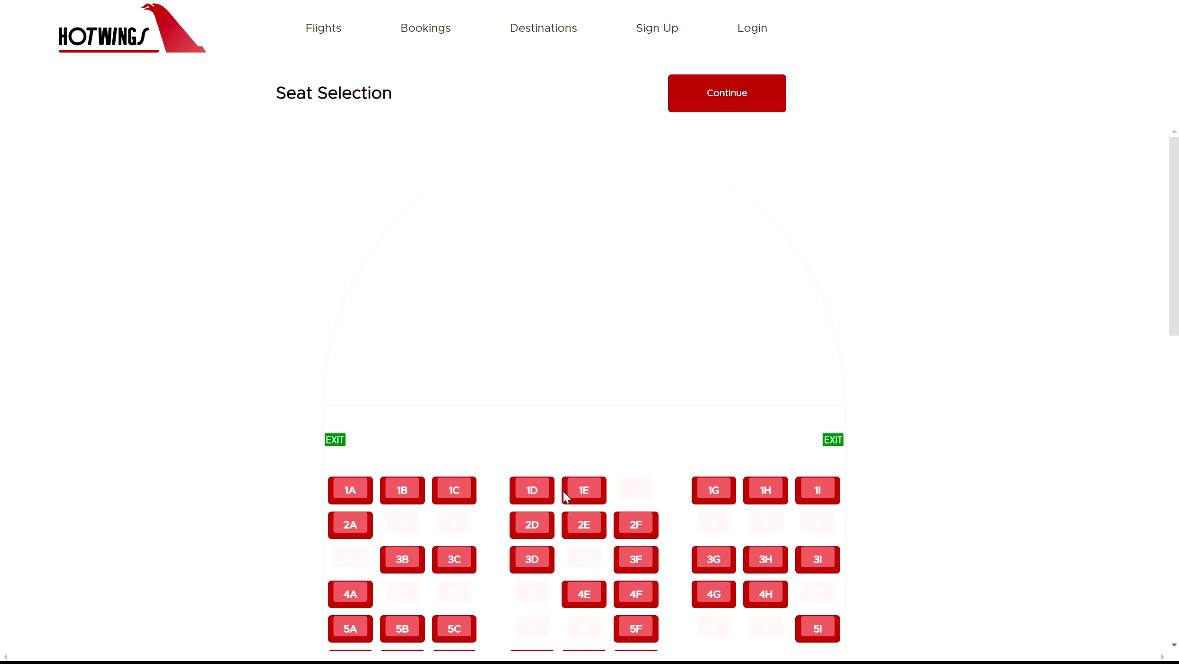 HOTWINGS
Flights Bookings Destinations Sign Up Login
Seat Selection
Continue
EXIT EXIT
1A 1B 1C 1D 1E 1G 1H 1I
2A 2D 2E 2F
3B 3C 3D 3F 3G 3H 3I
4A 4E 4F 4G 4H
5A 5B 5C 5F 5I